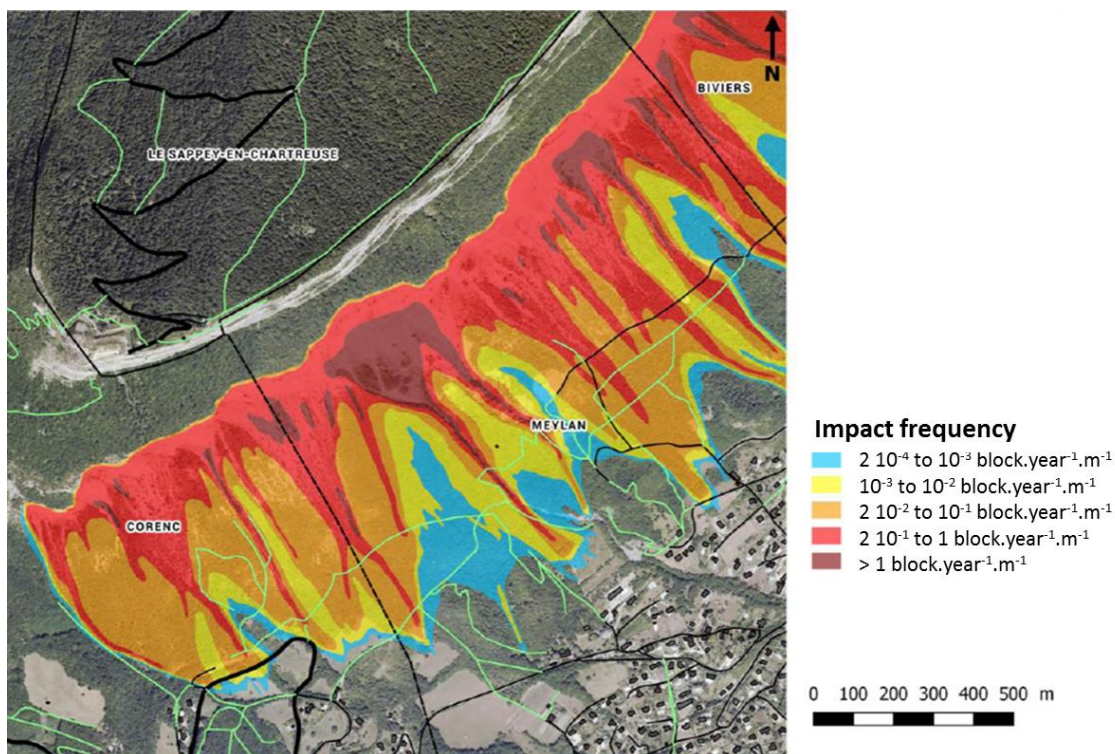 N
BIVIERS
LE SAPPEY-EN-CHARTREUSE
MEYLAN
CORENC
Impact frequency
2 10⁻⁴ to 10⁻³ block.year⁻¹.m⁻¹
10⁻³ to 10⁻² block.year⁻¹.m⁻¹
2 10⁻² to 10⁻¹ block.year⁻¹.m⁻¹
2 10⁻¹ to 1 block.year⁻¹.m⁻¹
> 1 block.year⁻¹.m⁻¹
0 100 200 300 400 500 m